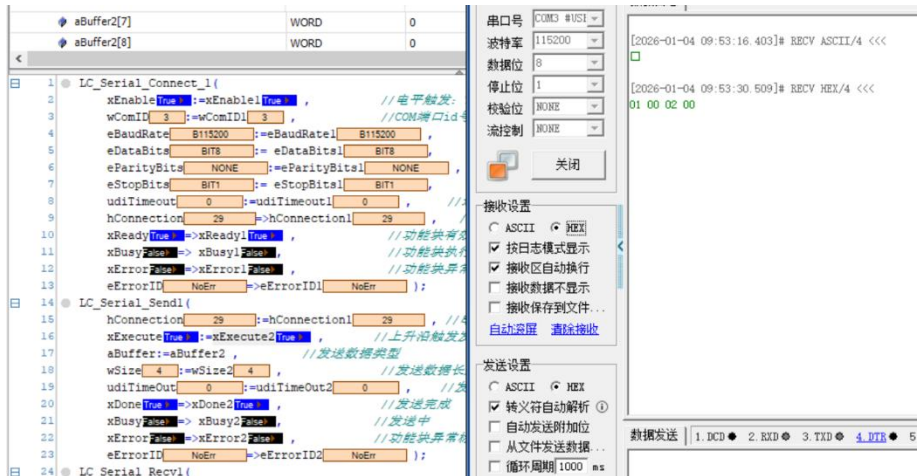 aBuffer2[7] WORD 0
aBuffer2[8] WORD 0
1 LC_Serial_Connect_1(
2 xEnable True :=xEnable1 True , //电平触发:
3 wComID 3 :=wComID1 3 , //COM端口id号
4 eBaudRate B115200 :=eBaudRate1 B115200 ,
5 eDataBits BIT8 := eDataBits1 BIT8 ,
6 eParityBits NONE :=eParityBits1 NONE ,
7 eStopBits BIT1 := eStopBits1 BIT1 ,
8 udiTimeout 0 :=udiTimeout1 0 , //
9 hConnection 29 =>hConnection1 29 , /
10 xReady True =>xReady1 True , //功能块有效
11 xBusy False => xBusy1 False , //功能块执行
12 xError False =>xError1 False , //功能块异常
13 eErrorID NoErr =>eErrorID1 NoErr );
14 LC_Serial_Send1(
15 hConnection 29 :=hConnection1 29 , //
16 xExecute True :=xExecute2 True , //上升沿触发发
17 aBuffer:=aBuffer2 , //发送数据类型
18 wSize 4 :=wSize2 4 , //发送数据长
19 udiTimeOut 0 :=udiTimeOut2 0 , //发
20 xDone True =>xDone2 True , //发送完成
21 xBusy False => xBusy2 False , //发送中
22 xError False =>xError2 False , //功能块异常标
23 eErrorID NoErr =>eErrorID2 NoErr );
24 LC_Serial_Recv1(
串口号 COM3 #USI
波特率 115200
数据位 8
停止位 1
校验位 NONE
流控制 NONE
关闭
接收设置
ASCII HEX
按日志模式显示
接收区自动换行
接收数据不显示
接收保存到文件...
自动滚屏 清除接收
发送设置
ASCII HEX
转义符自动解析
自动发送附加位
从文件发送数据...
循环周期 1000 ms
[2026-01-04 09:53:16.403]# RECV ASCII/4 <<<
[2026-01-04 09:53:30.509]# RECV HEX/4 <<<
01 00 02 00
数据发送 1.DCD 2.RXD 3.TXD 4.DTR 5